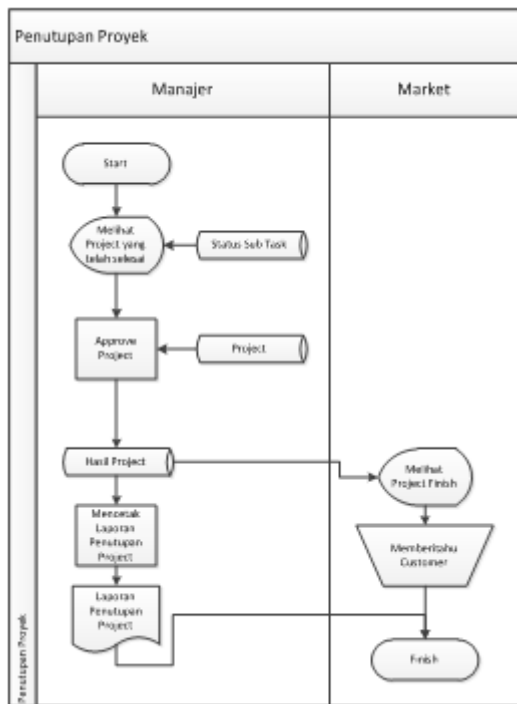 Penutupan Proyek
Manajer
Market
Start
Melihat
Project yang
telah selesai
Status Sub Task
Approve
Project
Project
Hasil Project
Melihat
Project Finish
Mencetak
Laporan
Penutupan
Project
Memberitahu
Customer
Laporan
Penutupan
Project
Finish
Penutupan Proyek